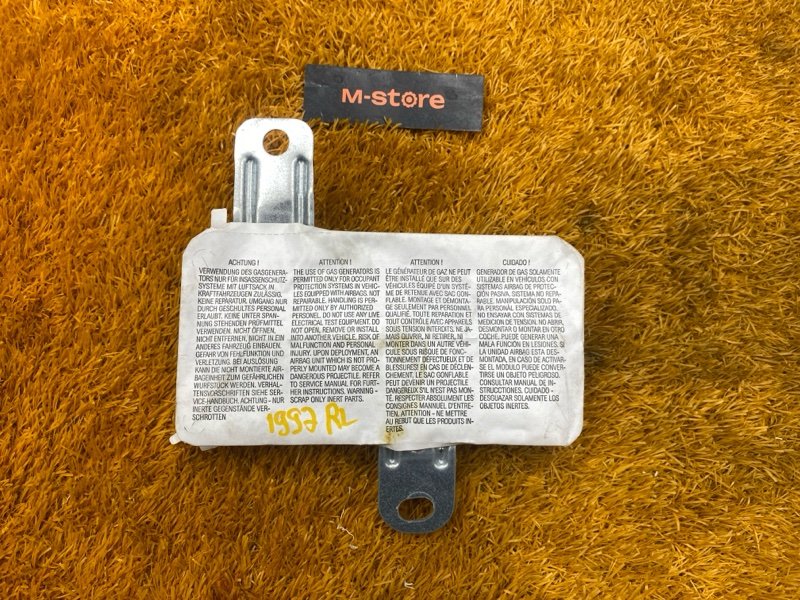 M-store
ACHTUNG !
VERWENDUNG DES GASGENERA-
TORS NUR FÜR INSASSENSCHUTZ-
SYSTEME MIT LUFTSACK, IN
KRAFTFAHRZEUGEN ZULÄSSIG.
KEINE REPARATUR. UMGANG NUR
DURCH GESCHULTES PERSONAL
ERLAUBT. KEINE UNTER SPAN-
NUNG STEHENDEN PRÜFMITTEL
VERWENDEN. NICHT ÖFFNEN,
NICHT ENTFERNEN, NICHT IN EIN
ANDERES FAHRZEUG EINBAUEN.
GEFAHR VON FEHLFUNKTION UND
VERLETZUNG. BEI AUSLÖSUNG
KANN DIE NICHT MONTIERTE AIR-
BAGEINHEIT ZUM GEFÄHRLICHEN
WURFSTÜCK WERDEN. VERHAL-
TENSVORSCHRIFTEN SIEHE SER-
VICE-HANDBUCH. ACHTUNG - NUR
INERTE GEGENSTÄNDE VER-
SCHROTTEN
ATTENTION !
THE USE OF GAS GENERATORS IS
PERMITTED ONLY FOR OCCUPANT
PROTECTION SYSTEMS IN VEHIC-
LES EQUIPPED WITH AIRBAGS. NOT
REPAIRABLE. HANDLING IS PER-
MITTED ONLY BY AUTHORIZED
PERSONEL. DO NOT USE ANY LIVE
ELECTRICAL TEST EQUIPMENT. DO
NOT OPEN, REMOVE OR INSTALL
INTO ANOTHER VEHICLE. RISK OF
MALFUNCTION AND PERSONAL
INJURY. UPON DEPLOYMENT, AN
AIRBAG UNIT WHICH IS NOT PRO-
PERLY MOUNTED MAY BECOME A
DANGEROUS PROJECTILE. REFER
TO SERVICE MANUAL FOR FURT-
HER INSTRUCTIONS. WARNING -
SCRAP ONLY INERT PARTS.
ATTENTION !
LE GÉNÉRATEUR DE GAZ NE PEUT
ÊTRE INSTALLÉ QUE SUR DES
VÉHICULES ÉQUIPÉ D'UN SYSTÈ-
ME DE RETENUE AVEC SAC GON-
FLABLE. MONTAGE ET DÉMONTA-
GE SEULEMENT PAR PERSONNEL
QUALIFIÉ. TOUTE RÉPARATION ET
TOUT CONTRÔLE AVEC APPAREILS
SOUS TENSION INTERDITS. NE JA-
MAIS OUVRIR, NI RETIRER, NI
MONTER DANS UN AUTRE VÉHI-
CULE SOUS RISQUE DE FONC-
TIONNEMENT DÉFECTUEUX ET DE
BLESSURES! EN CAS DE DÉCLEN-
CHEMENT, LE SAC GONFLABLE
PEUT DEVENIR UN PROJECTILE
DANGEREUX S'IL N'EST PAS MON-
TÉ. RESPECTER ABSOLUMENT LES
CONSIGNES MANNUEL D'ENTRE-
TIEN. ATTENTION - NE METTRE
AU REBUT QUE LES PRODUITS IN-
ERTES.
CUIDADO !
GENERADOR DE GAS SOLAMENTE
UTILIZABLE EN VEHÍCULOS, CON
SISTEMAS AIRBAG DE PROTEC-
CIÓN PASIVA. SISTEMA NO REPA-
RABLE. MANIPULACIÓN SOLO PA-
RA PERSONAL ESPECIALIZADO.
NO ENSAYAR CON SISTEMAS DE
MEDICIÓN DE TENSIÓN. NO ABRIR,
DESMONTAR O MONTAR EN OTRO
COCHE. PUEDE GENERAR UNA
MALA FUNCIÓN EN LESIONES. SI
LA UNIDAD AIRBAG ESTA DES-
MONTADA, EN CASO DE ACTIVAR-
SE EL MODULO PUEDE CONVER-
TIRSE UN OBJETO PELIGROSO.
CONSULTAR MANUAL DE IN-
STRUCCIONES. CUIDADO -
DESGUAZAR SOLAMENTE LOS
OBJETOS INERTES.
1992 RL